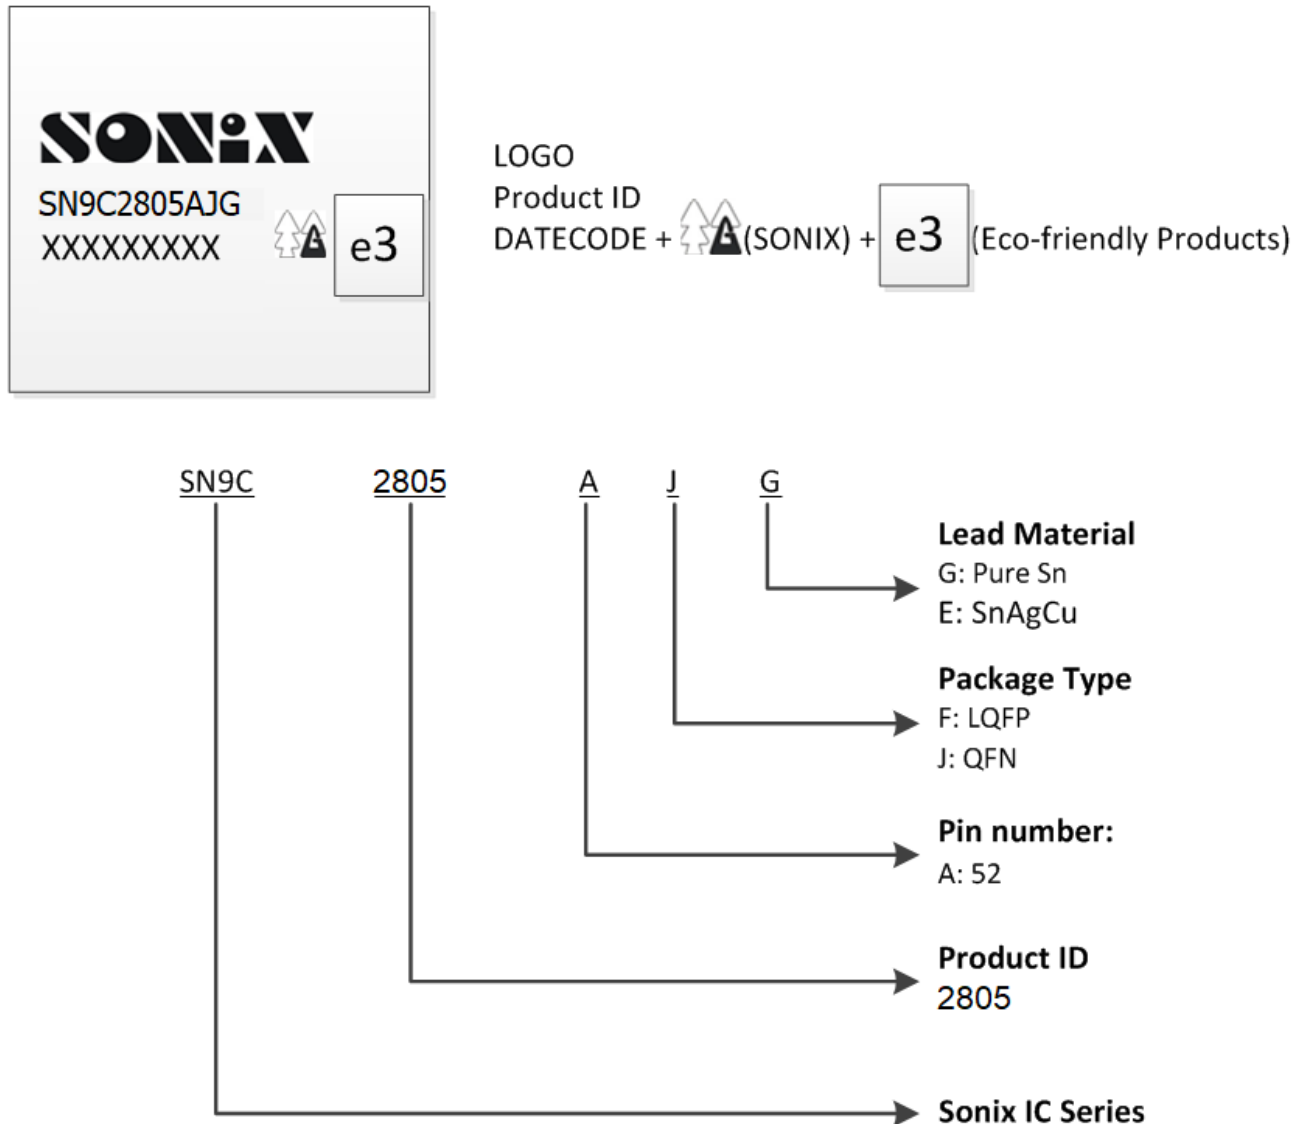 SONiX
SN9C2805AJG
XXXXXXXXX G e3
LOGO
Product ID
DATECODE + G (SONIX) + e3 (Eco-friendly Products)
SN9C 2805 A J G
Lead Material
G: Pure Sn
E: SnAgCu
Package Type
F: LQFP
J: QFN
Pin number:
A: 52
Product ID
2805
Sonix IC Series